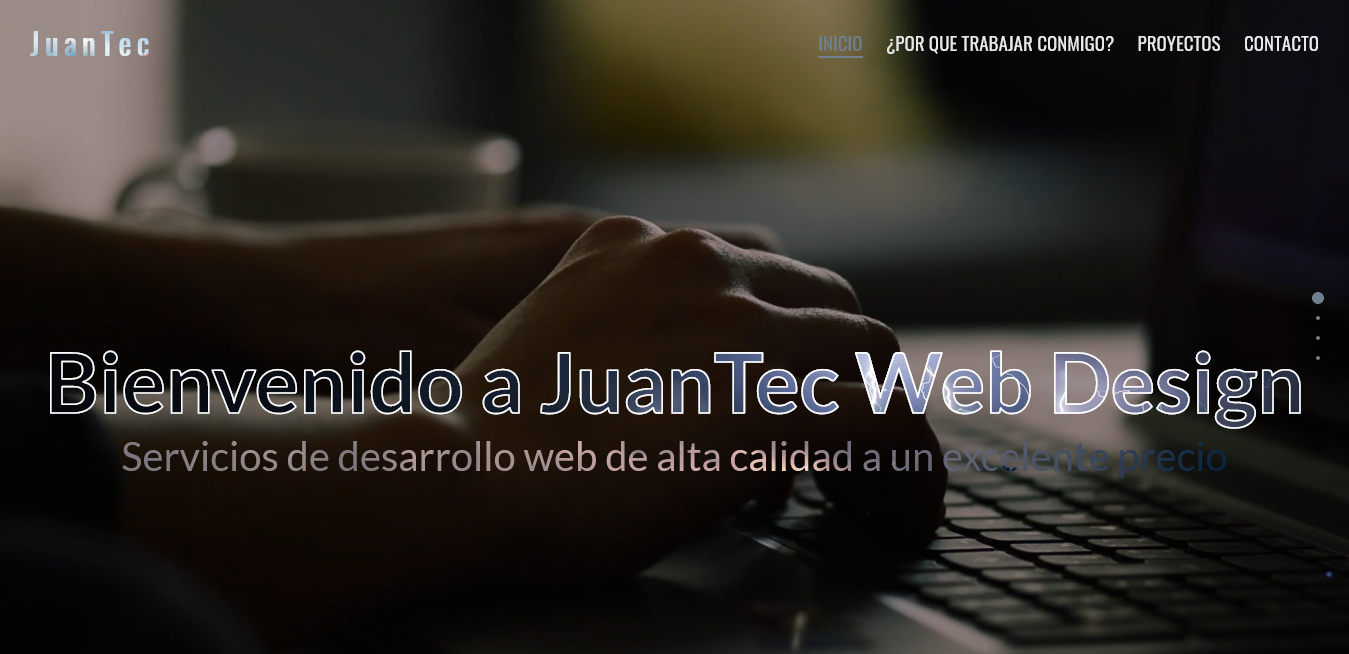 JuanTec
INICIO ¿POR QUE TRABAJAR CONMIGO? PROYECTOS CONTACTO
Bienvenido a JuanTec Web Design
Servicios de desarrollo web de alta calidad a un excelente precio